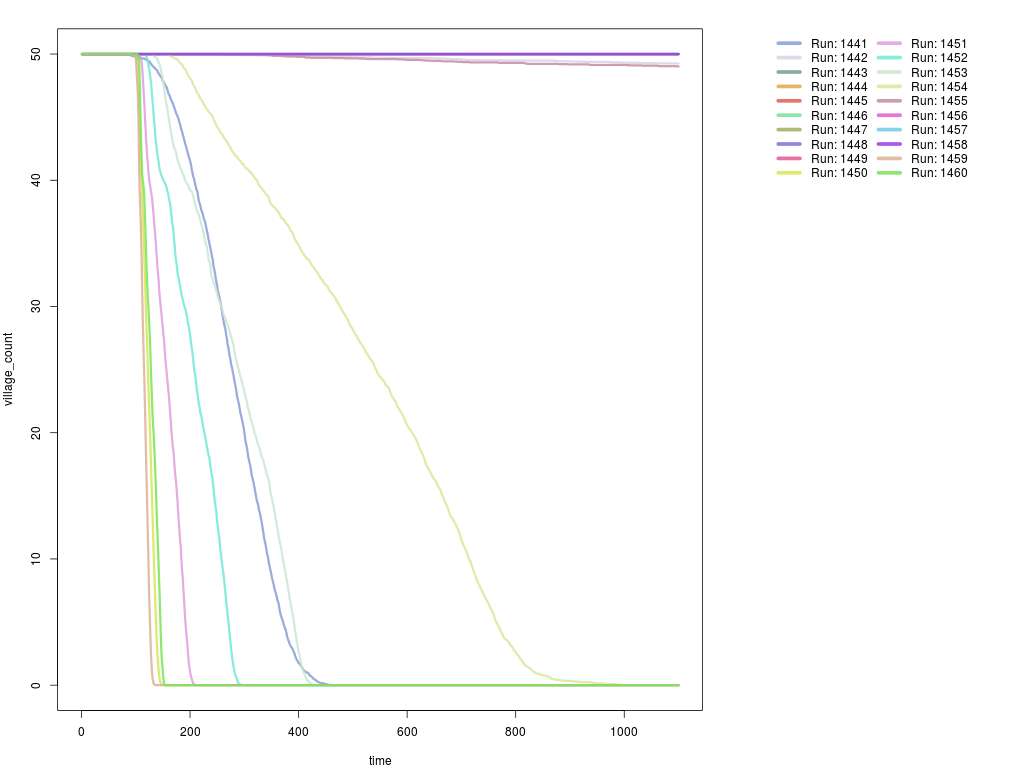 50
40
30
20
10
0
village_count
0 200 400 600 800 1000
time
Run: 1441 Run: 1451
Run: 1442 Run: 1452
Run: 1443 Run: 1453
Run: 1444 Run: 1454
Run: 1445 Run: 1455
Run: 1446 Run: 1456
Run: 1447 Run: 1457
Run: 1448 Run: 1458
Run: 1449 Run: 1459
Run: 1450 Run: 1460